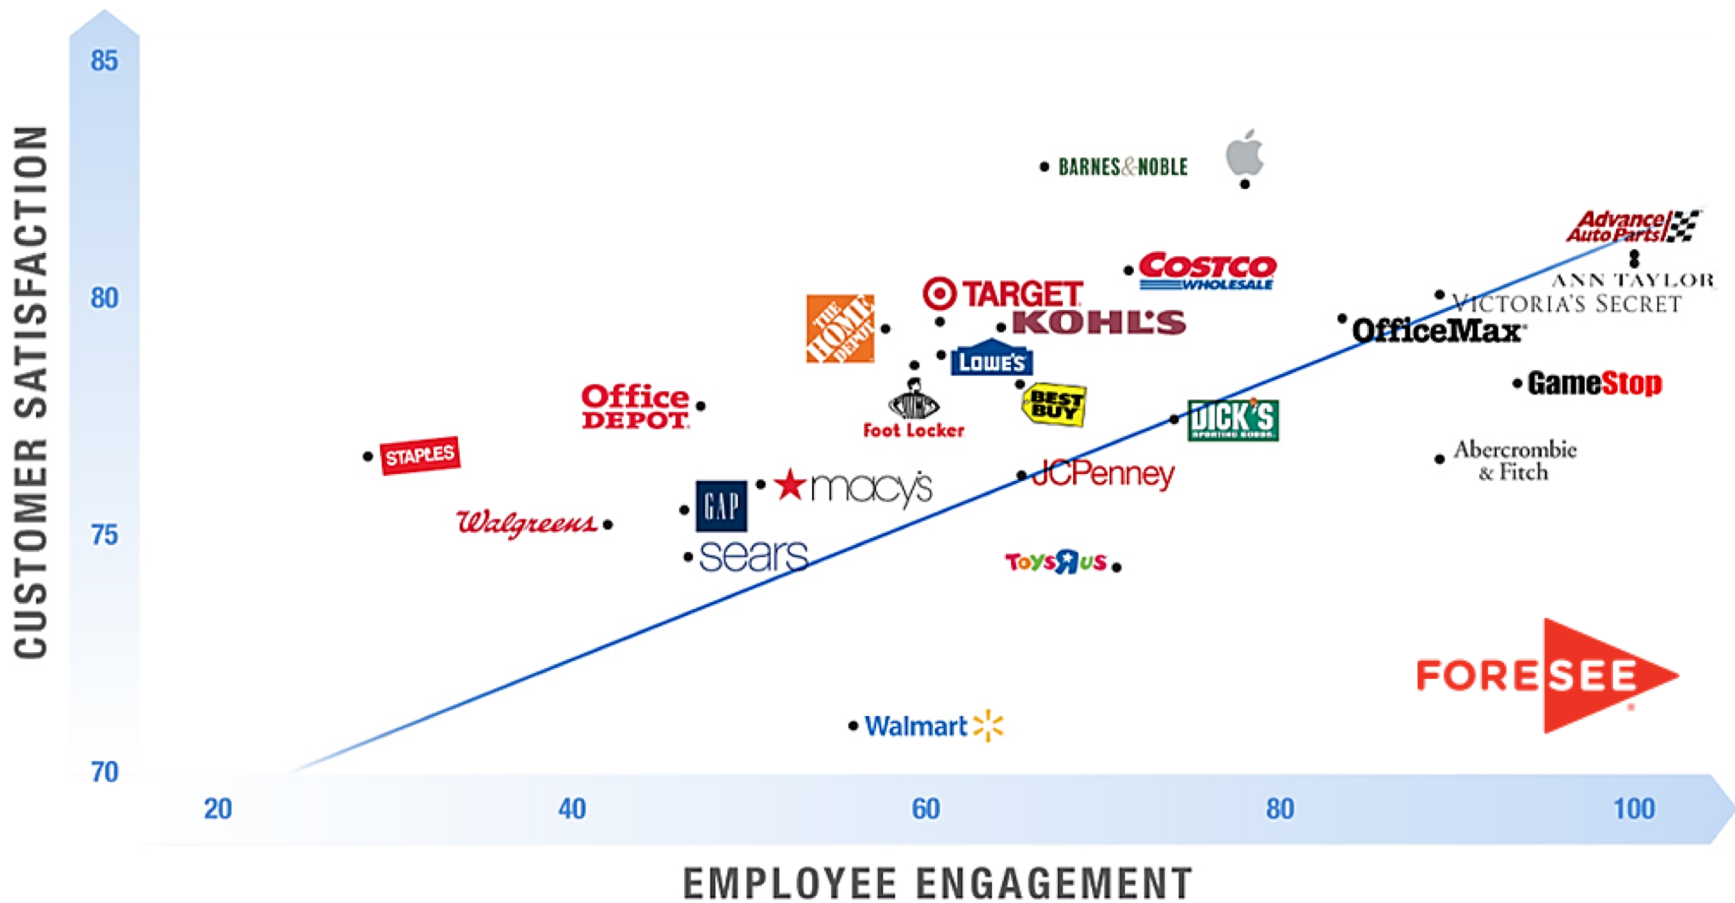 CUSTOMER SATISFACTION
85
80
75
70
BARNES&NOBLE
Advance
Auto Parts
COSTCO
WHOLESALE
ANN TAYLOR
TARGET
VICTORIA'S SECRET
THE
HOME
DEPOT
KOHL'S
OfficeMax
LOWE'S
GameStop
Office
DEPOT
BEST
BUY
DICK'S
SPORTING GOODS
Foot Locker
STAPLES
Abercrombie
& Fitch
JCPenney
macy's
GAP
Walgreens
sears
ToysRus
FORESEE
Walmart
20
40
60
80
100
EMPLOYEE ENGAGEMENT